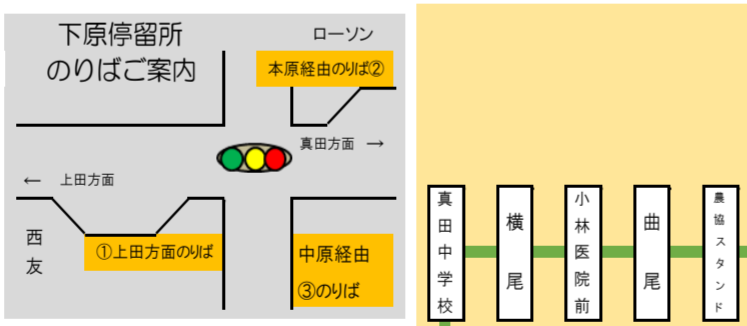 下原停留所
のりばご案内
ローソン
本原経由のりば②
真田方面 →
← 上田方面
西友
①上田方面のりば
中原経由
③のりば
真田中学校
横尾
小林医院前
曲尾
農協スタンド